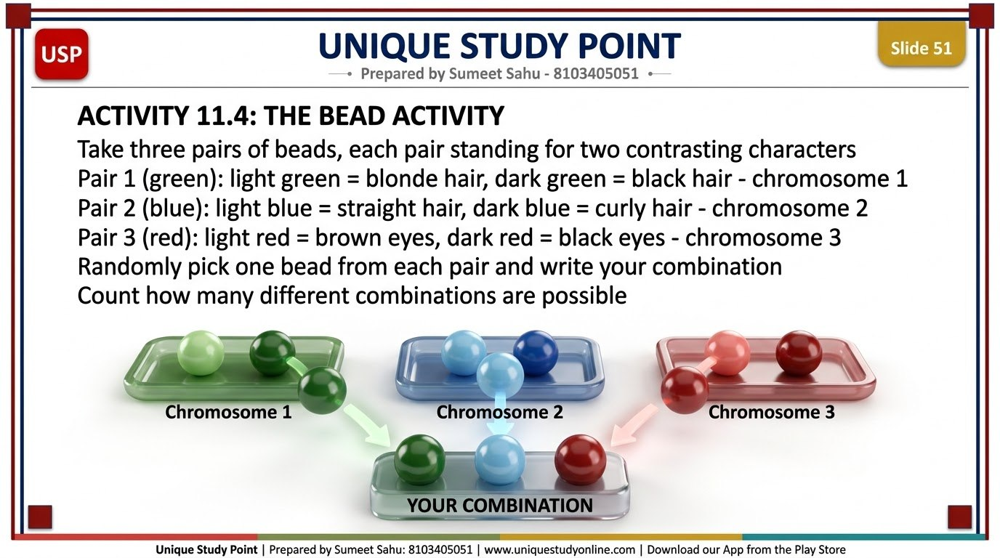 USP
UNIQUE STUDY POINT
Prepared by Sumeet Sahu - 8103405051
Slide 51
ACTIVITY 11.4: THE BEAD ACTIVITY
Take three pairs of beads, each pair standing for two contrasting characters
Pair 1 (green): light green = blonde hair, dark green = black hair - chromosome 1
Pair 2 (blue): light blue = straight hair, dark blue = curly hair - chromosome 2
Pair 3 (red): light red = brown eyes, dark red = black eyes - chromosome 3
Randomly pick one bead from each pair and write your combination
Count how many different combinations are possible
Chromosome 1
Chromosome 2
Chromosome 3
YOUR COMBINATION
Unique Study Point | Prepared by Sumeet Sahu: 8103405051 | www.uniquestudyonline.com | Download our App from the Play Store